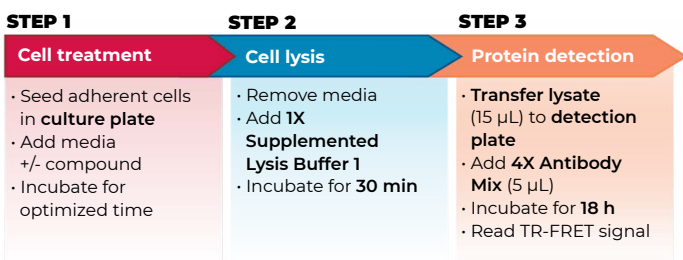 STEP 1
Cell treatment
· Seed adherent cells
in culture plate
· Add media
+/- compound
· Incubate for
optimized time
STEP 2
Cell lysis
· Remove media
· Add 1X
Supplemented
Lysis Buffer 1
· Incubate for 30 min
STEP 3
Protein detection
· Transfer lysate
(15 µL) to detection
plate
· Add 4X Antibody
Mix (5 µL)
· Incubate for 18 h
· Read TR-FRET signal